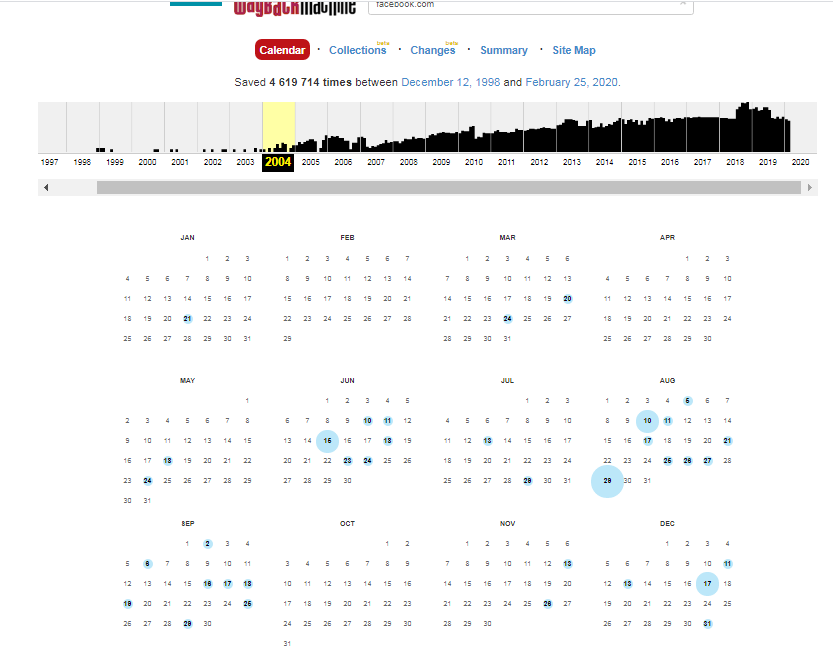 WayBackMachine
facebook.com
Calendar · Collections beta · Changes beta · Summary · Site Map
Saved 4 619 714 times between December 12, 1998 and February 25, 2020.
1997 1998 1999 2000 2001 2002 2003 2004 2005 2006 2007 2008 2009 2010 2011 2012 2013 2014 2015 2016 2017 2018 2019 2020
JAN FEB MAR APR
1 2 3 1 2 3 4 5 6 7 1 2 3 4 5 6 1 2 3
4 5 6 7 8 9 10 8 9 10 11 12 13 14 7 8 9 10 11 12 13 4 5 6 7 8 9 10
11 12 13 14 15 16 17 15 16 17 18 19 20 21 14 15 16 17 18 19 20 11 12 13 14 15 16 17
18 19 20 21 22 23 24 22 23 24 25 26 27 28 21 22 23 24 25 26 27 18 19 20 21 22 23 24
25 26 27 28 29 30 31 29 28 29 30 31 25 26 27 28 29 30
MAY JUN JUL AUG
1 1 2 3 4 5 1 2 3 1 2 3 4 5 6 7
2 3 4 5 6 7 8 6 7 8 9 10 11 12 4 5 6 7 8 9 10 8 9 10 11 12 13 14
9 10 11 12 13 14 15 13 14 15 16 17 18 19 11 12 13 14 15 16 17 15 16 17 18 19 20 21
16 17 18 19 20 21 22 20 21 22 23 24 25 26 18 19 20 21 22 23 24 22 23 24 25 26 27 28
23 24 25 26 27 28 29 27 28 29 30 25 26 27 28 29 30 31 29 30 31
30 31
SEP OCT NOV DEC
1 2 3 4 1 2 1 2 3 4 5 6 1 2 3 4
5 6 7 8 9 10 11 3 4 5 6 7 8 9 7 8 9 10 11 12 13 5 6 7 8 9 10 11
12 13 14 15 16 17 18 10 11 12 13 14 15 16 14 15 16 17 18 19 20 12 13 14 15 16 17 18
19 20 21 22 23 24 25 17 18 19 20 21 22 23 21 22 23 24 25 26 27 19 20 21 22 23 24 25
26 27 28 29 30 24 25 26 27 28 29 30 28 29 30 26 27 28 29 30 31
31